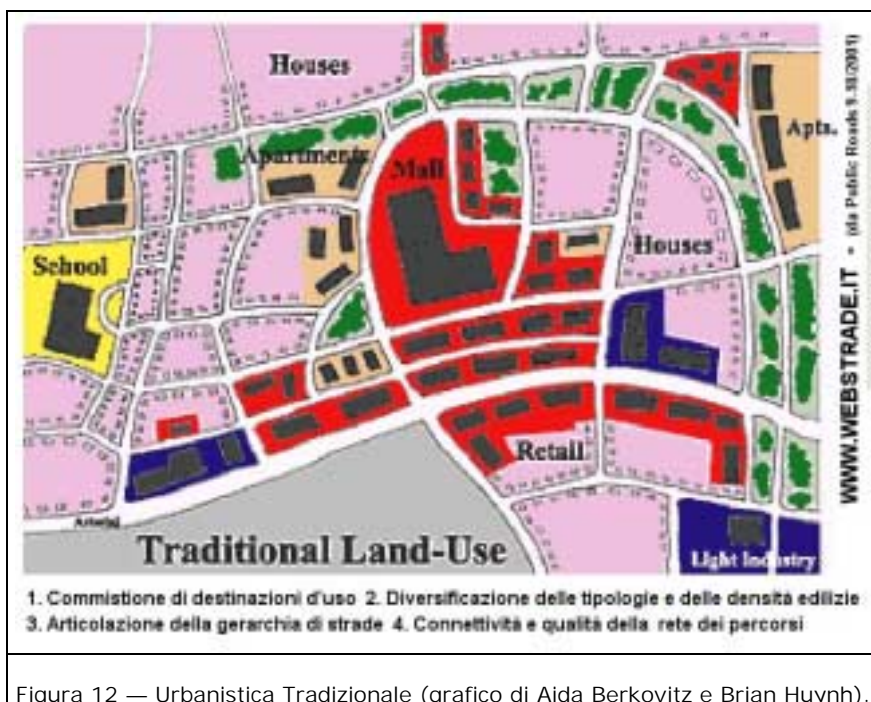 Houses
Apartments
Apts.
Mall
School
Houses
Retail
Arterial
Traditional Land-Use
Light Industry
WWW.WEBSTRADE.IT - (da Public Roads 9-10/2001)
1. Commistione di destinazioni d'uso 2. Diversificazione delle tipologie e delle densità edilizie
3. Articolazione della gerarchia di strade 4. Connettività e qualità della rete dei percorsi
Figura 12 — Urbanistica Tradizionale (grafico di Aida Berkovitz e Brian Huynh).